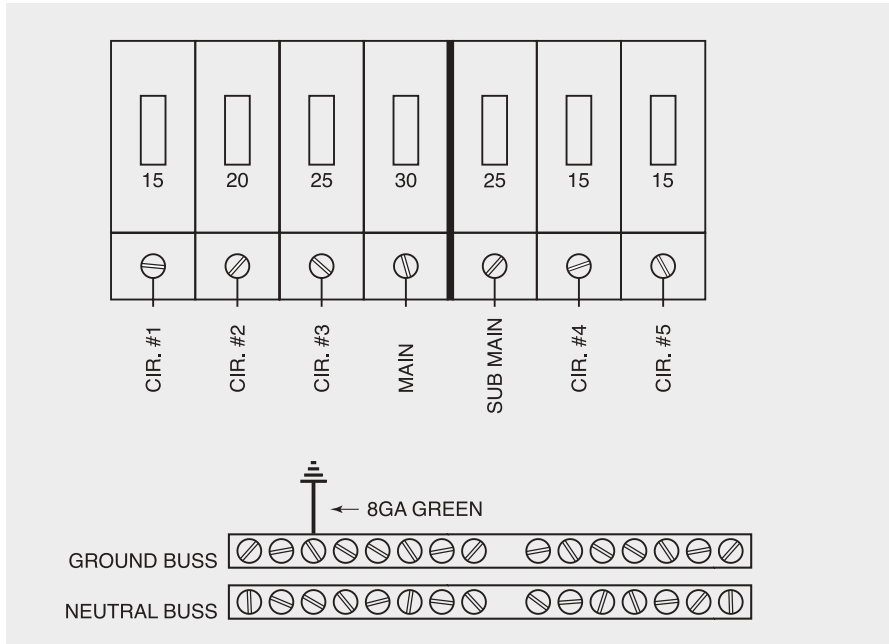 15 20 25 30 25 15 15
CIR. #1 CIR. #2 CIR. #3 MAIN SUB MAIN CIR. #4 CIR. #5
8GA GREEN
GROUND BUSS
NEUTRAL BUSS